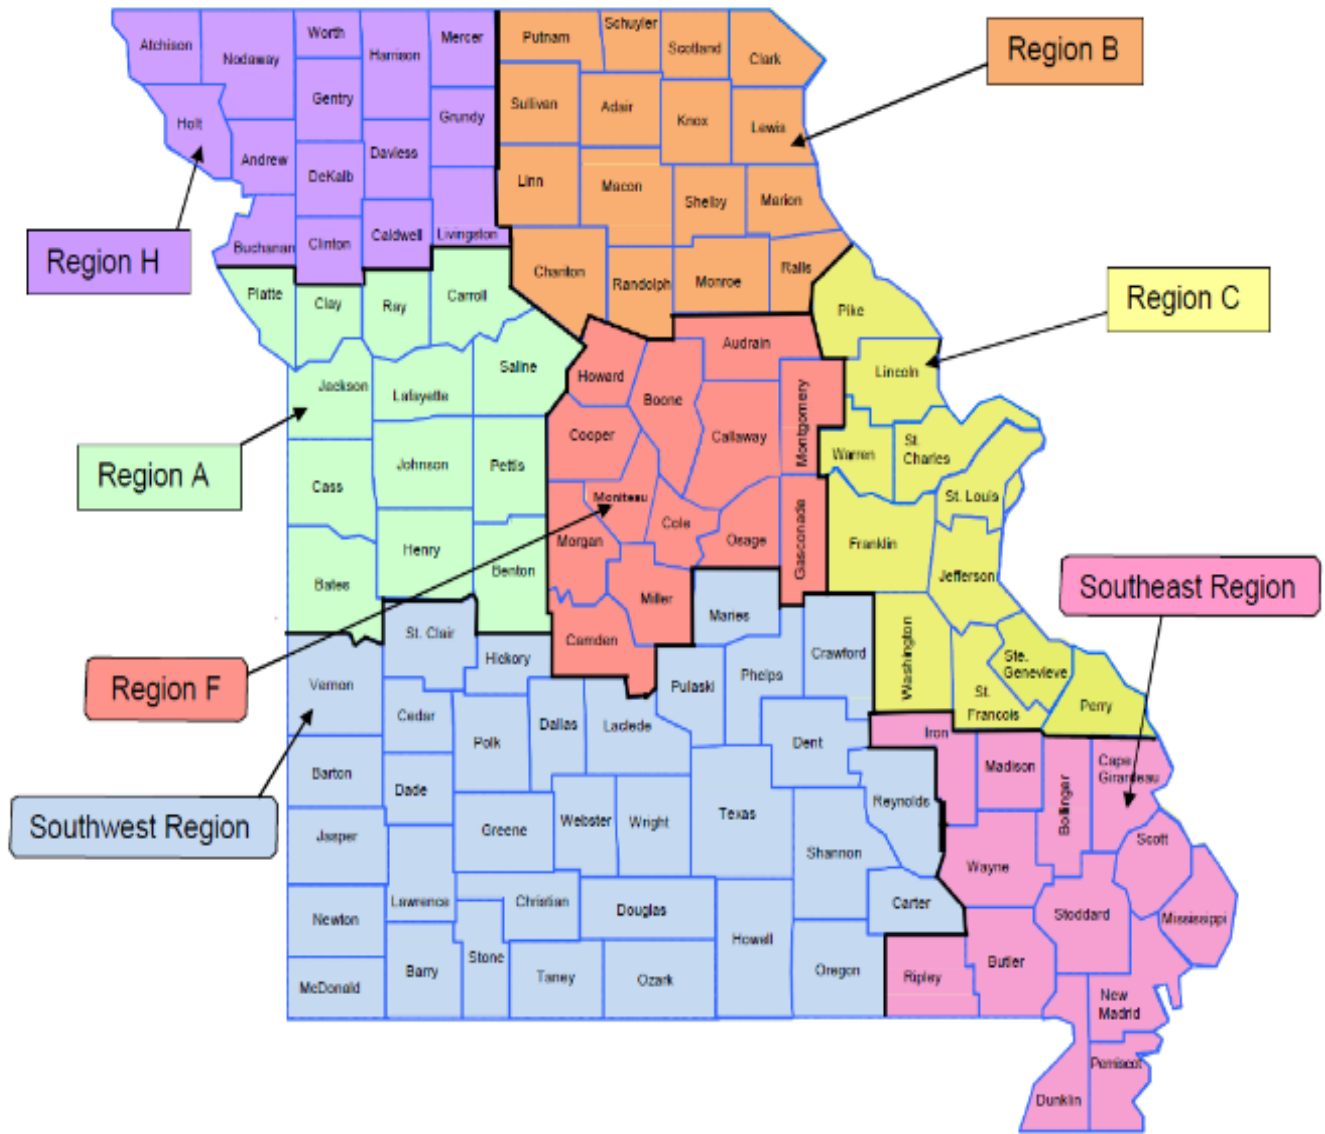 Region B
Region H
Region C
Region A
Southeast Region
Region F
Southwest Region
Atchison
Nodaway
Worth
Harrison
Mercer
Gentry
Grundy
Holt
Andrew
DeKalb
Daviess
Buchanan
Clinton
Caldwell
Livingston
Putnam
Schuyler
Scotland
Clark
Sullivan
Adair
Knox
Lewis
Linn
Macon
Shelby
Marion
Chariton
Randolph
Monroe
Ralls
Platte
Clay
Ray
Carroll
Jackson
Lafayette
Saline
Cass
Johnson
Pettis
Bates
Henry
Benton
Howard
Boone
Audrain
Cooper
Callaway
Montgomery
Moniteau
Cole
Osage
Gasconade
Morgan
Miller
Camden
Pike
Lincoln
Warren
St.
Charles
St. Louis
Franklin
Jefferson
Washington
St.
Francois
Ste.
Genevieve
Perry
St. Clair
Hickory
Vernon
Cedar
Polk
Dallas
Laclede
Pulaski
Maries
Phelps
Crawford
Dent
Barton
Dade
Greene
Webster
Wright
Texas
Reynolds
Shannon
Jasper
Lawrence
Christian
Douglas
Howell
Carter
Newton
McDonald
Barry
Stone
Taney
Ozark
Oregon
Iron
Madison
Bollinger
Cape
Girardeau
Scott
Wayne
Stoddard
Mississippi
Ripley
Butler
New
Madrid
Pemiscot
Dunklin